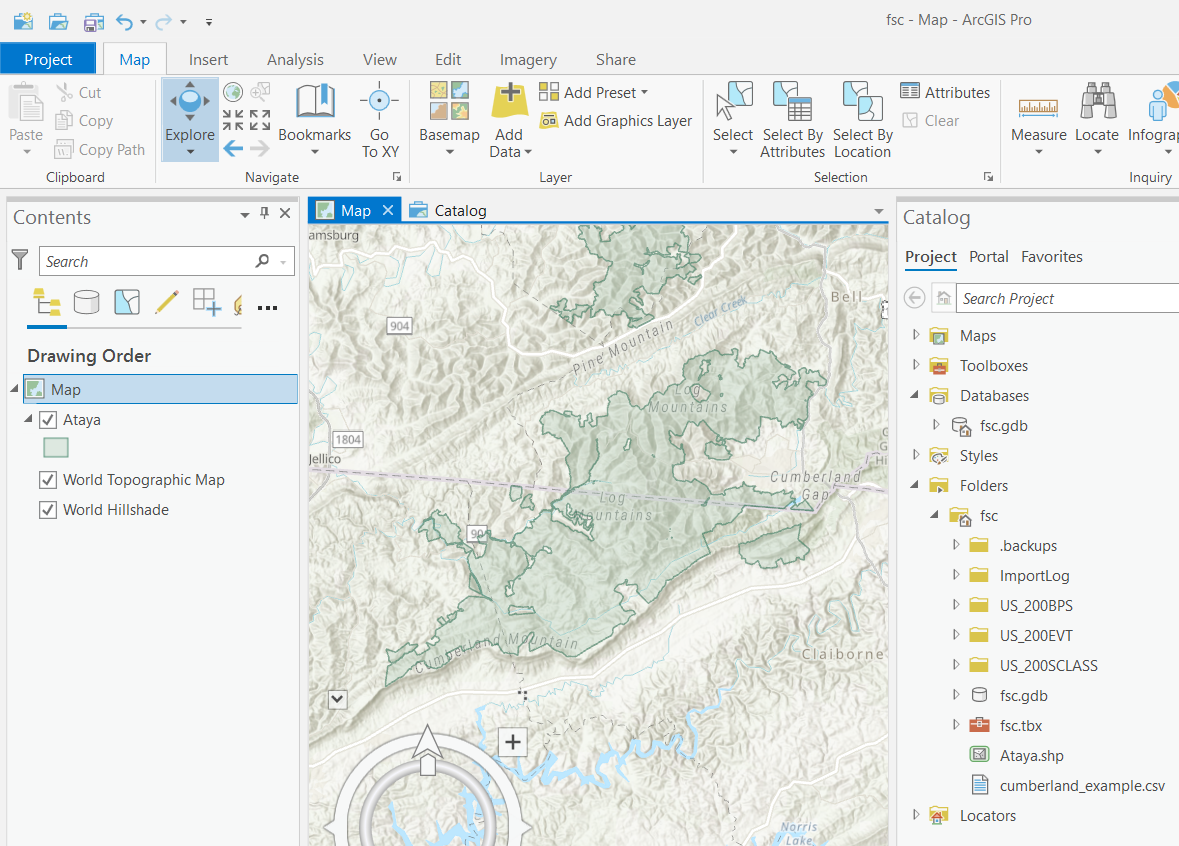 fsc - Map - ArcGIS Pro
Project
Map
Insert
Analysis
View
Edit
Imagery
Share
Paste
Cut
Copy
Copy Path
Clipboard
Explore
Bookmarks
Go
To XY
Navigate
Basemap
Add
Data
Add Preset
Add Graphics Layer
Layer
Select
Select By
Attributes
Select By
Location
Attributes
Clear
Selection
Measure
Locate
Infogra
Inquiry
Contents
Search
Drawing Order
Map
Ataya
World Topographic Map
World Hillshade
Map
Catalog
amsburg
904
Pine Mountain
Clear Creek
Bell
Log
Mountains
1804
Jellico
Cumberland
Gap
Log
Mountains
90
Cumberland Mountain
Claiborne
Norris
Lake
Catalog
Project
Portal
Favorites
Search Project
Maps
Toolboxes
Databases
fsc.gdb
Styles
Folders
fsc
.backups
ImportLog
US_200BPS
US_200EVT
US_200SCLASS
fsc.gdb
fsc.tbx
Ataya.shp
cumberland_example.csv
Locators